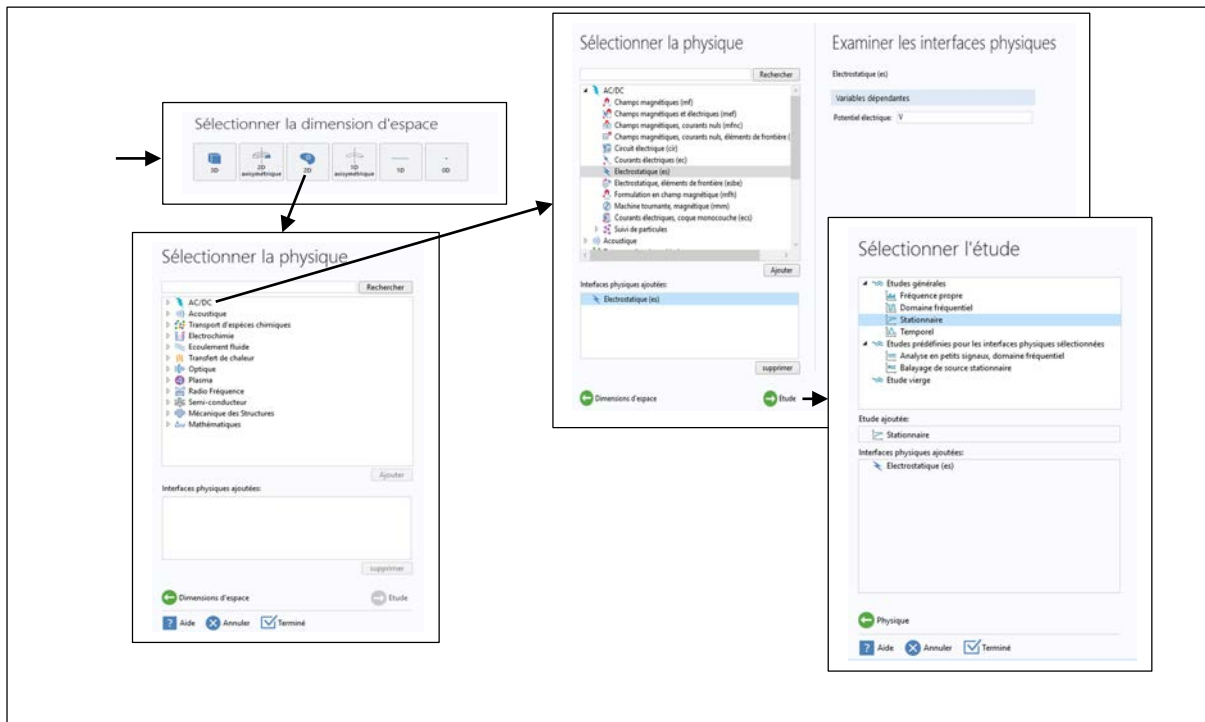 Sélectionner la dimension d'espace
3D
2D axisymétrique
2D
1D axisymétrique
1D
0D
Sélectionner la physique
Rechercher
AC/DC
Acoustique
Transport d'espèces chimiques
Electrochimie
Ecoulement fluide
Transfert de chaleur
Optique
Plasma
Radio Fréquence
Semi-conducteur
Mécanique des Structures
Mathématiques
Ajouter
Interfaces physiques ajoutées:
supprimer
Dimensions d'espace
Etude
Aide
Annuler
Terminé
Sélectionner la physique
Rechercher
AC/DC
Champs magnétiques (mf)
Champs magnétiques et électriques (mef)
Champs magnétiques, courants nuls (mfnc)
Champs magnétiques, courants nuls, éléments de frontière (
Circuit électrique (cir)
Courants électriques (ec)
Electrostatique (es)
Electrostatique, éléments de frontière (esbe)
Formulation en champ magnétique (mfh)
Machine tournante, magnétique (rmm)
Courants électriques, coque monocouche (ecs)
Suivi de particules
Acoustique
Ajouter
Interfaces physiques ajoutées:
Electrostatique (es)
supprimer
Dimensions d'espace
Etude
Examiner les interfaces physiques
Electrostatique (es)
Variables dépendantes
Potentiel électrique: V
Sélectionner l'étude
Etudes générales
Fréquence propre
Domaine fréquentiel
Stationnaire
Temporel
Etudes prédéfinies pour les interfaces physiques sélectionnées
Analyse en petits signaux, domaine fréquentiel
Balayage de source stationnaire
Etude vierge
Etude ajoutée:
Stationnaire
Interfaces physiques ajoutées:
Electrostatique (es)
Physique
Aide
Annuler
Terminé